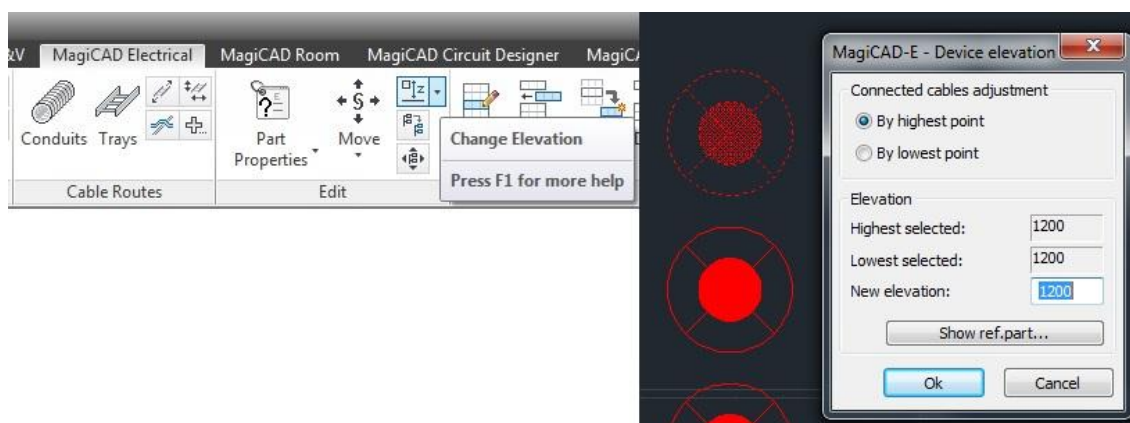 &V MagiCAD Electrical MagiCAD Room MagiCAD Circuit Designer MagiCA
Conduits Trays
Part Properties
Move
Change Elevation
Press F1 for more help
Cable Routes Edit
MagiCAD-E - Device elevation
Connected cables adjustment
By highest point
By lowest point
Elevation
Highest selected: 1200
Lowest selected: 1200
New elevation: 1200
Show ref.part...
Ok Cancel